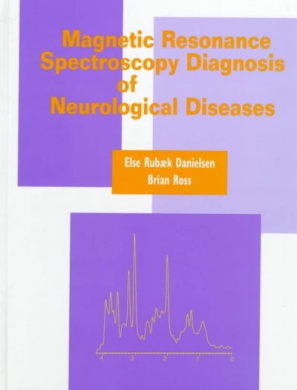 Magnetic Resonance
Spectroscopy Diagnosis
of
Neurological Diseases
Else Rubæk Danielsen
Brian Ross